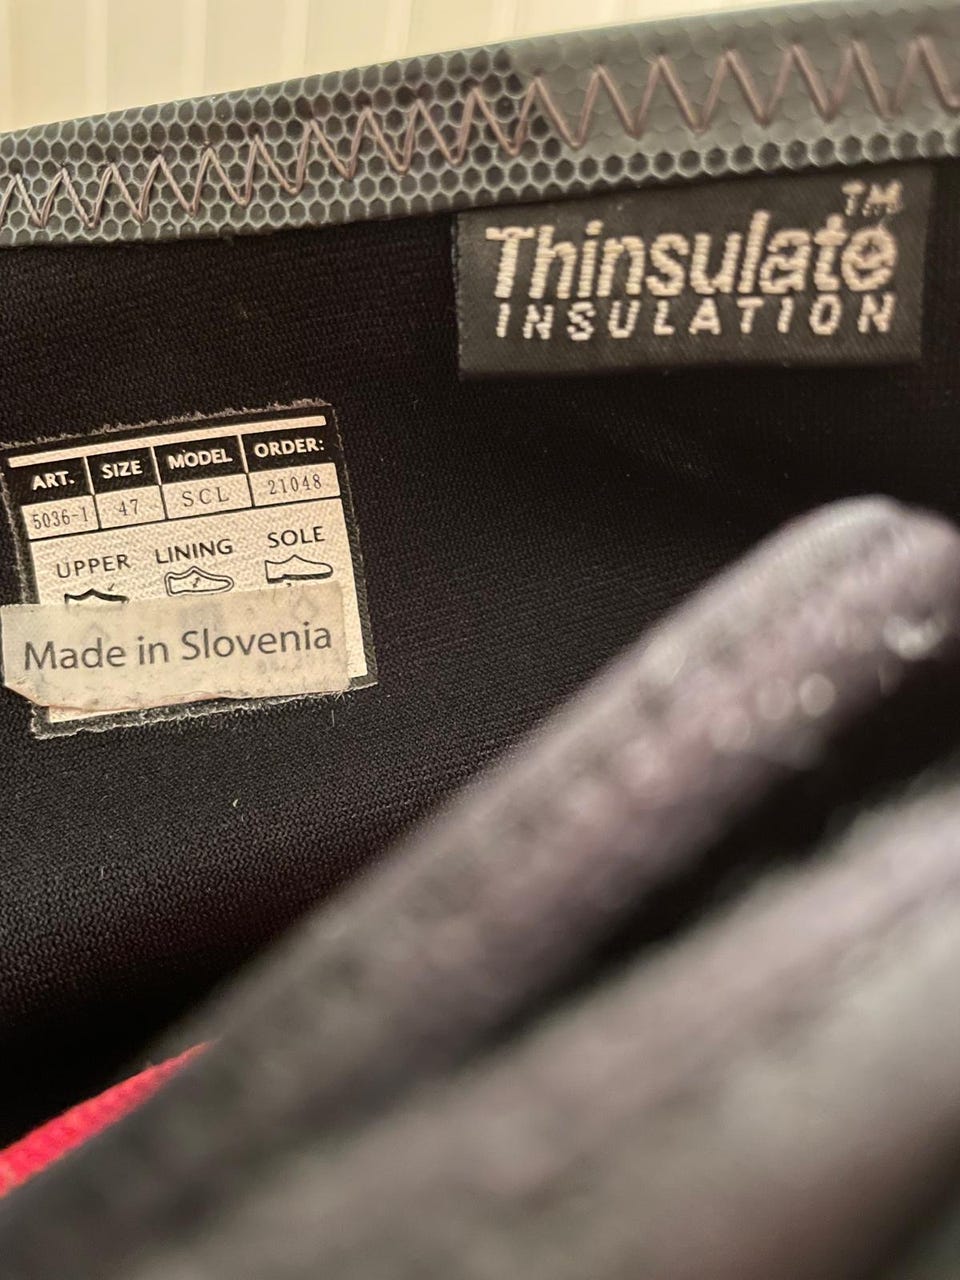 Thinsulate™
INSULATION
ART. SIZE MODEL ORDER:
5036-1 47 SCL 21048
UPPER LINING SOLE
Made in Slovenia